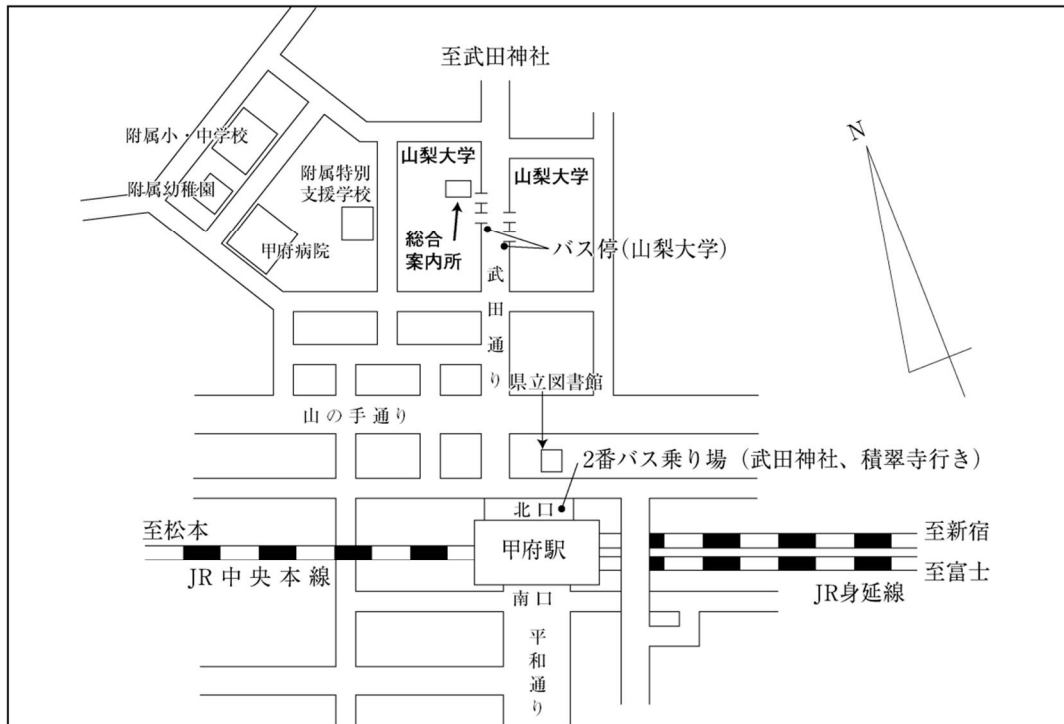 至武田神社
N
附属小・中学校
山梨大学
山梨大学
附属特別
支援学校
附属幼稚園
総合
案内所
甲府病院
バス停(山梨大学)
武田通り
県立図書館
山の手通り
2番バス乗り場（武田神社、積翠寺行き）
北口
至松本
甲府駅
至新宿
JR中央本線
至富士
JR身延線
南口
平和通り